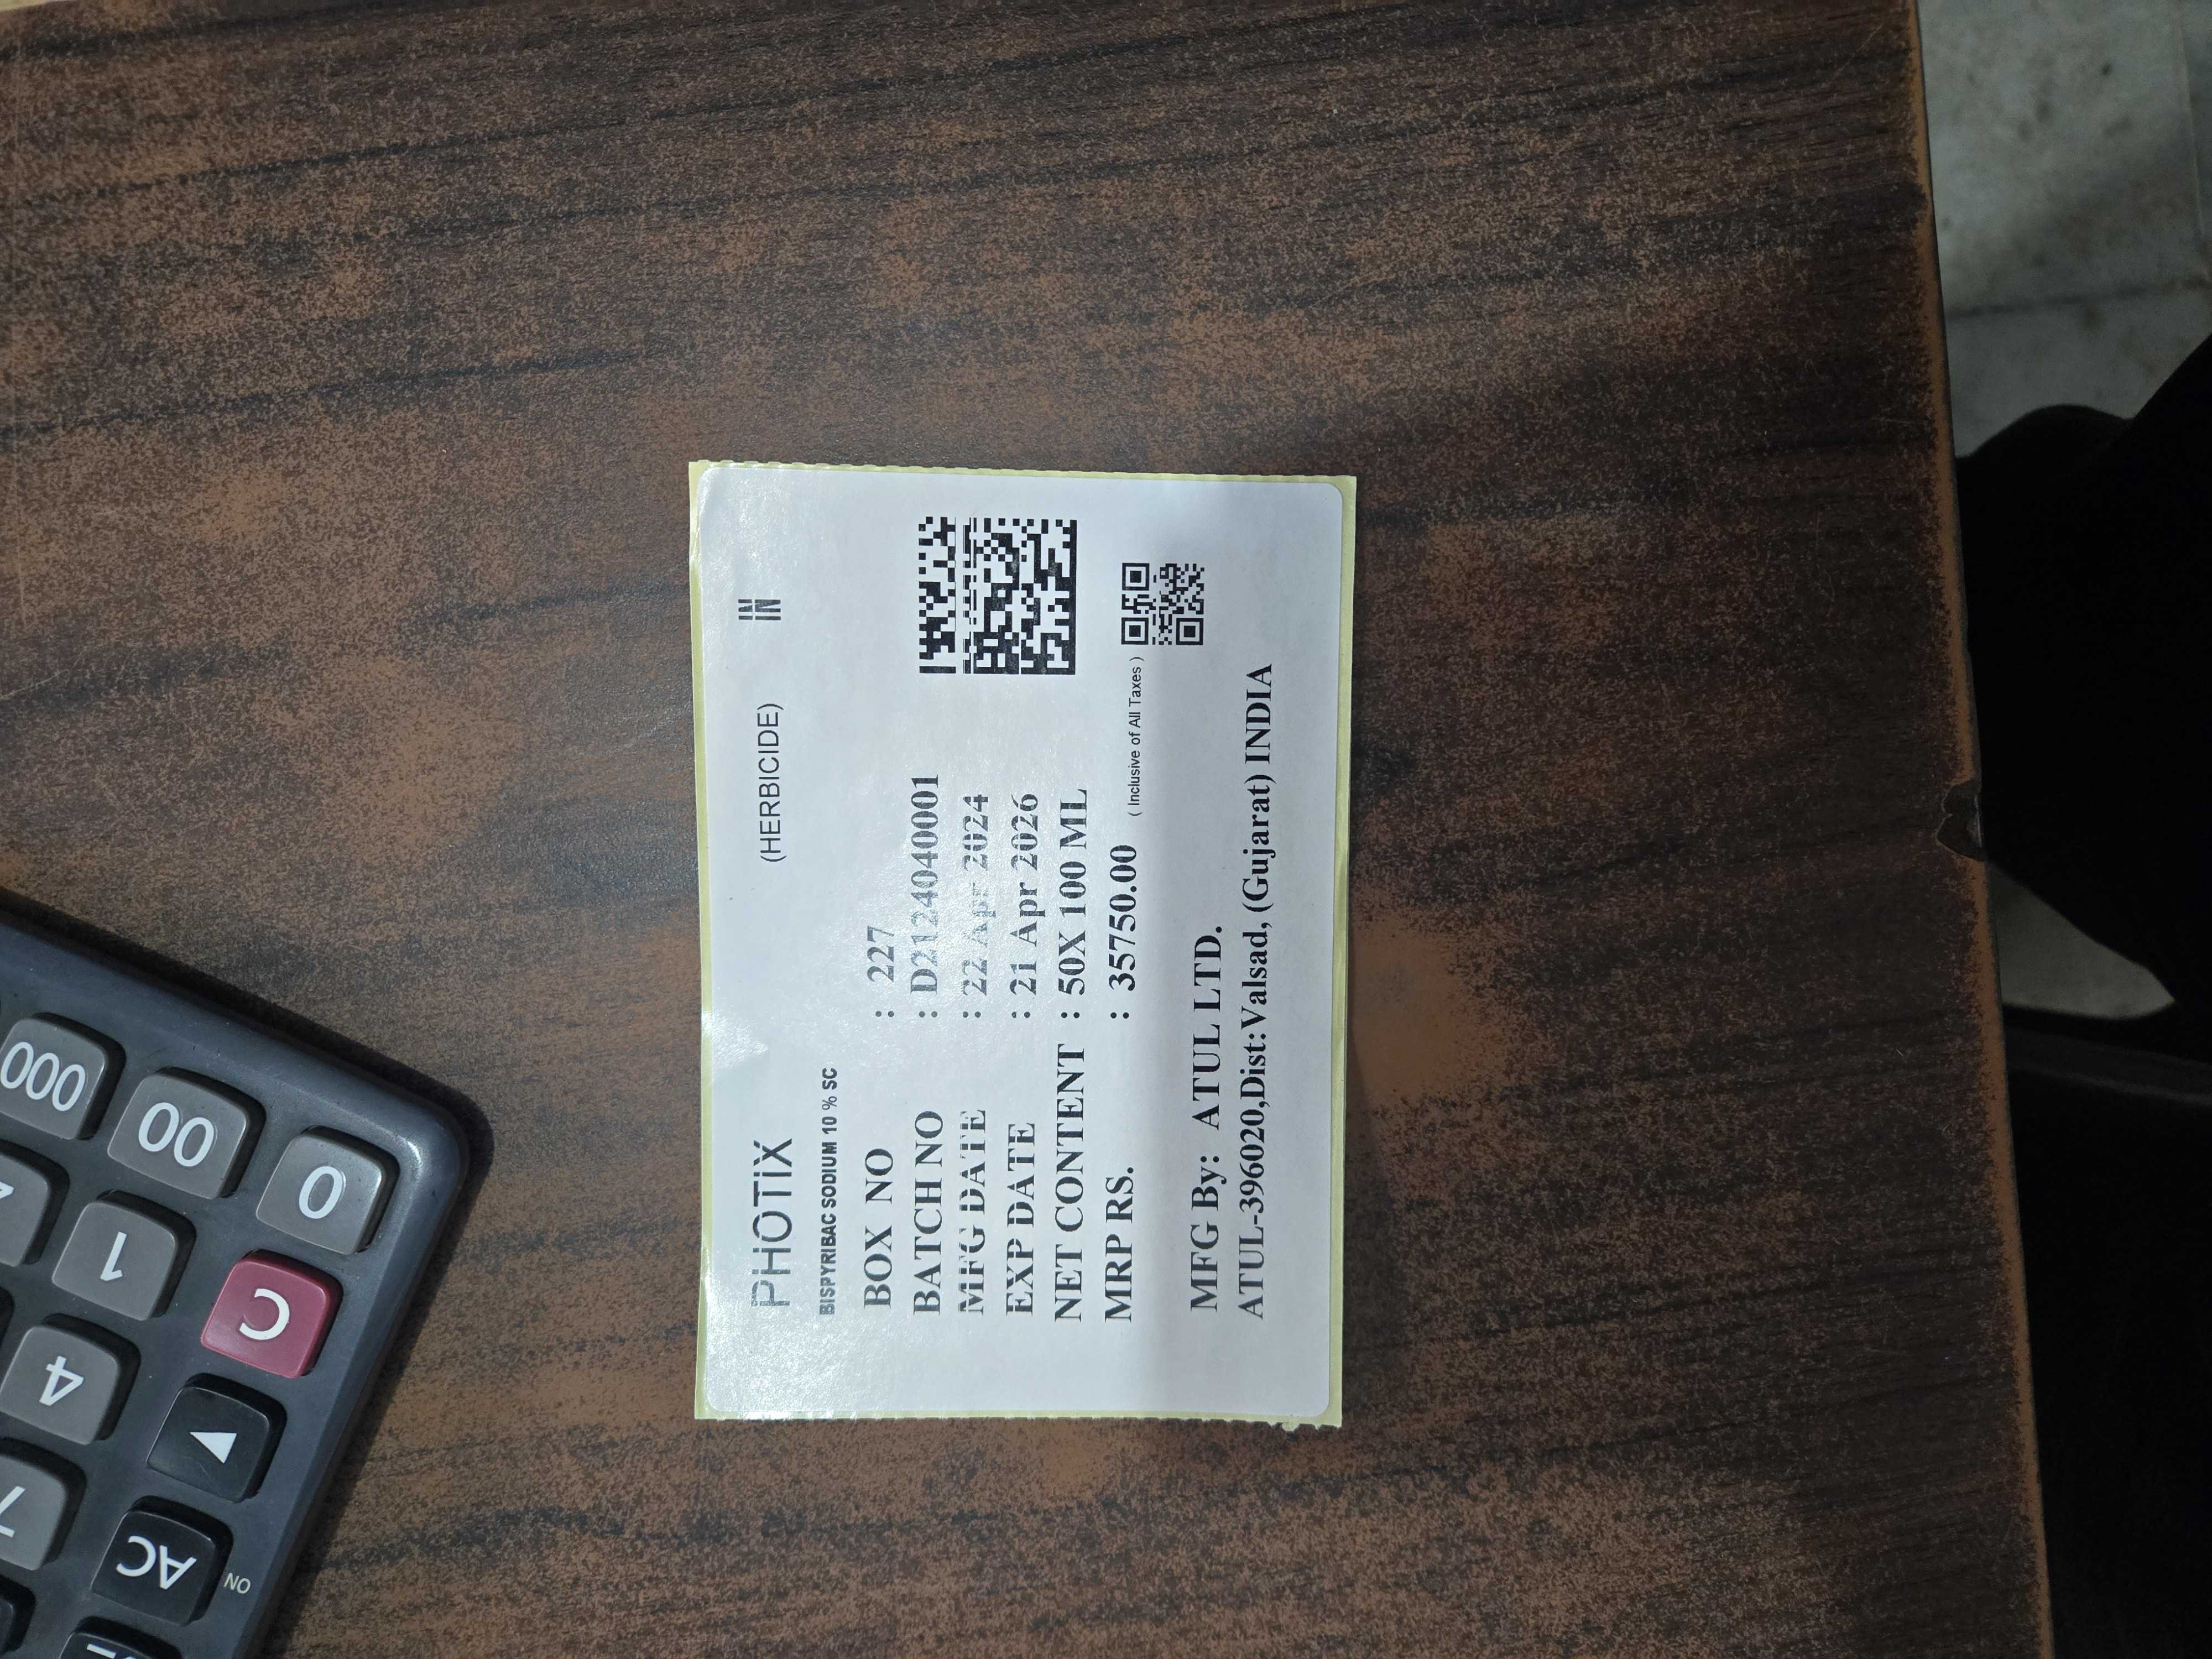 PHOTIX (HERBICIDE) IN
BISPYRIBAC SODIUM 10 % SC
BOX NO : 227
BATCH NO : D2124040001
MFG DATE : 22 Apr 2024
EXP DATE : 21 Apr 2026
NET CONTENT : 50X 100 ML
MRP RS. : 35750.00 ( Inclusive of All Taxes )
MFG By: ATUL LTD.
ATUL-396020,Dist:Valsad, (Gujarat) INDIA
000
00
0
1
C
4
7
AC
ON